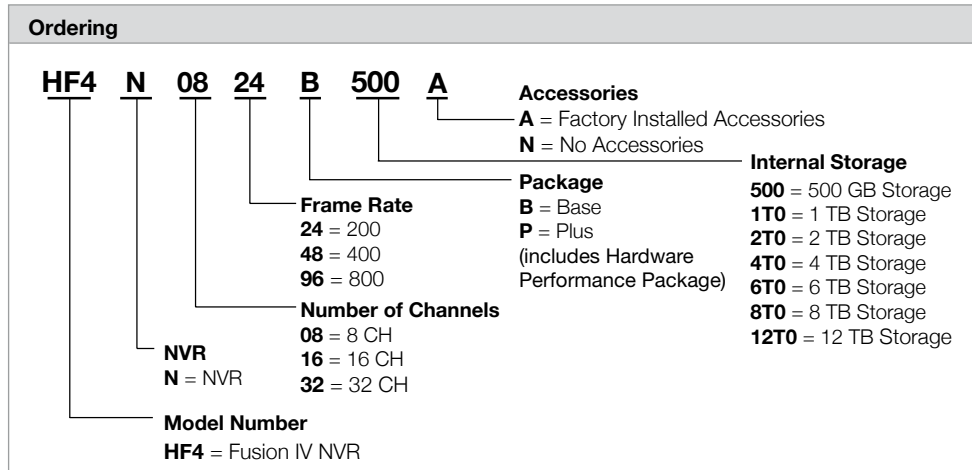 Ordering
HF4 N 08 24 B 500 A
Accessories
A = Factory Installed Accessories
N = No Accessories
Internal Storage
500 = 500 GB Storage
1T0 = 1 TB Storage
2T0 = 2 TB Storage
4T0 = 4 TB Storage
6T0 = 6 TB Storage
8T0 = 8 TB Storage
12T0 = 12 TB Storage
Package
B = Base
P = Plus
(includes Hardware
Performance Package)
Frame Rate
24 = 200
48 = 400
96 = 800
Number of Channels
08 = 8 CH
16 = 16 CH
32 = 32 CH
NVR
N = NVR
Model Number
HF4 = Fusion IV NVR